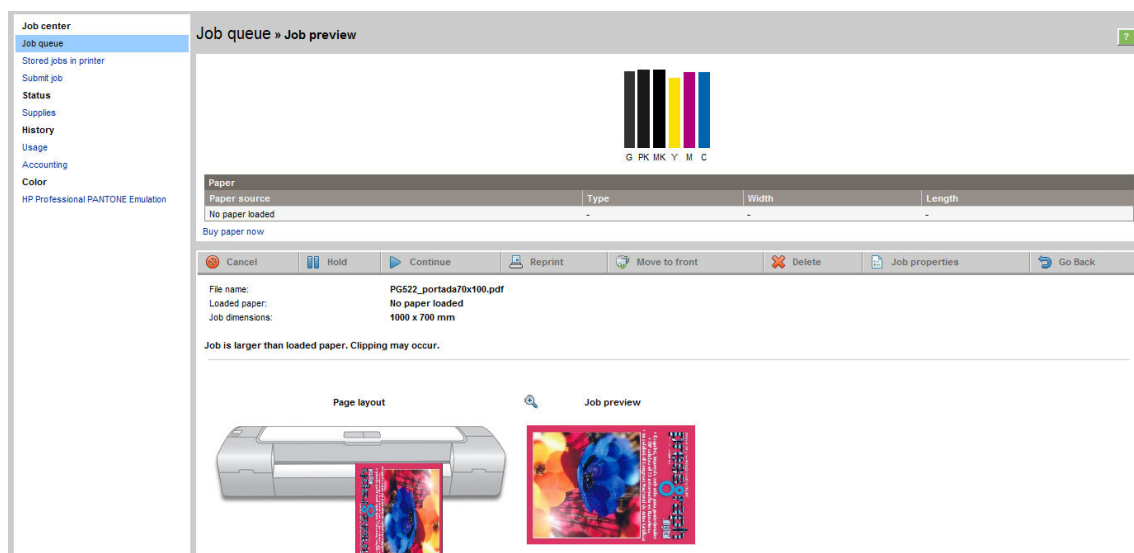 Job center
Job queue
Stored jobs in printer
Submit job
Status
Supplies
History
Usage
Accounting
Color
HP Professional PANTONE Emulation
Job queue » Job preview
?
G PK MK Y M C
Paper
Paper source Type Width Length
No paper loaded - - -
Buy paper now
Cancel Hold Continue Reprint Move to front Delete Job properties Go Back
File name: PG522_portada70x100.pdf
Loaded paper: No paper loaded
Job dimensions: 1000 x 700 mm
Job is larger than loaded paper. Clipping may occur.
Page layout Job preview